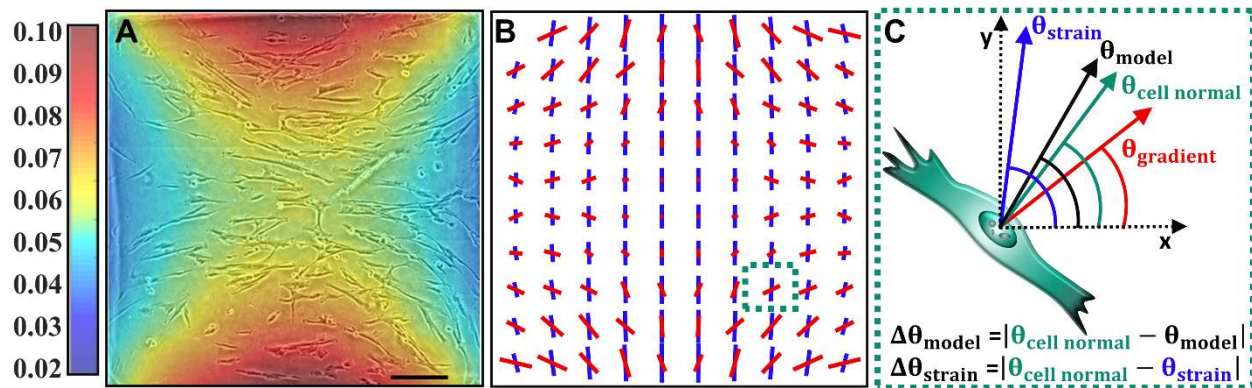 0.10
0.09
0.08
0.07
0.06
0.05
0.04
0.03
0.02
A
B
C
y
θstrain
θmodel
θcell normal
θgradient
x
Δθmodel =|θcell normal − θmodel|
Δθstrain =|θcell normal − θstrain|